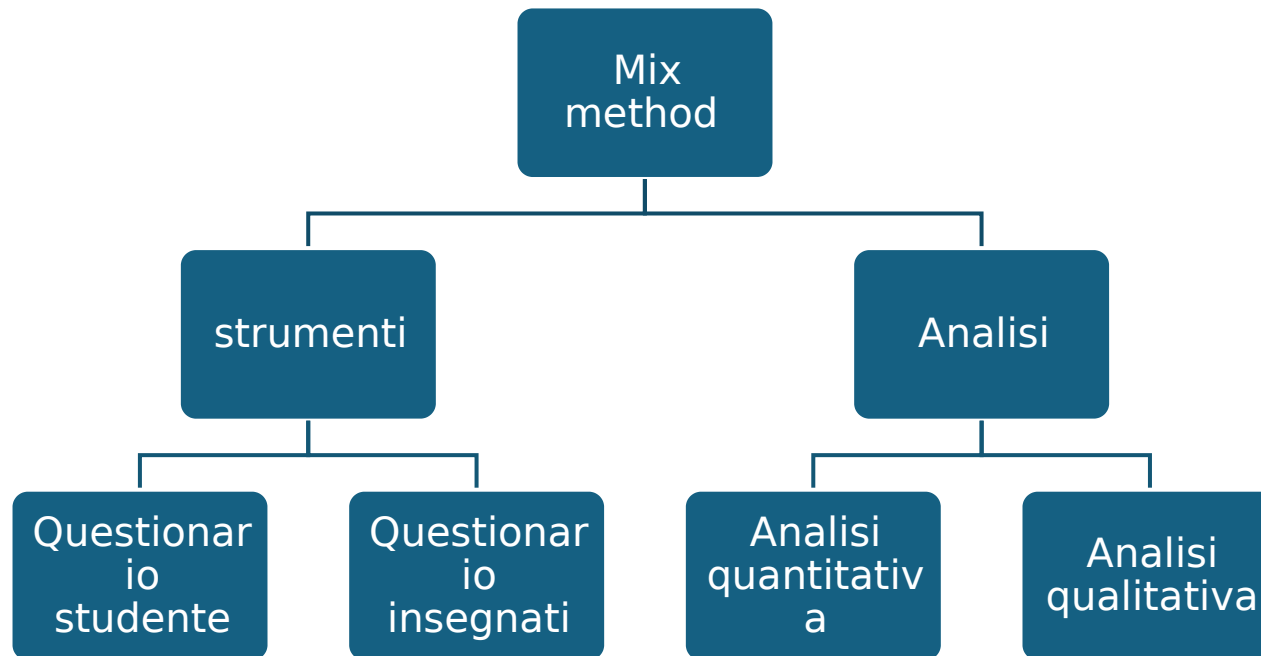 Mix
method
strumenti
Analisi
Questionar
io
studente
Questionar
io
insegnati
Analisi
quantitativ
a
Analisi
qualitativa